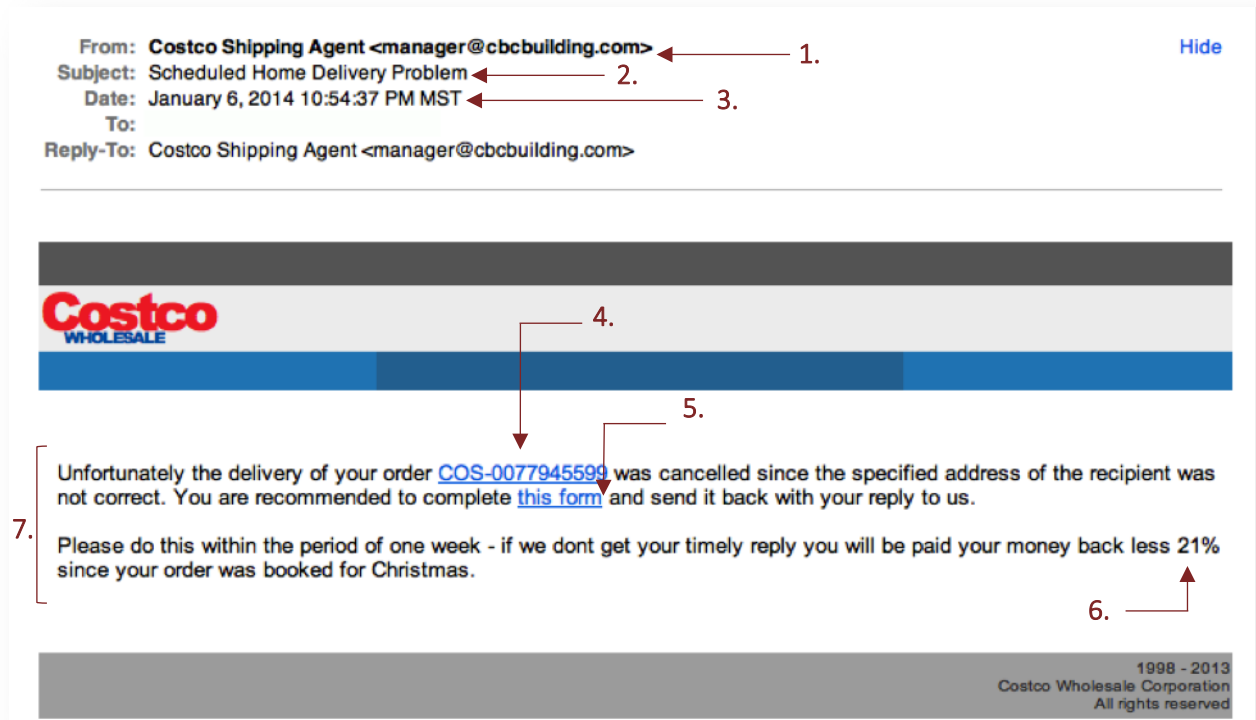 From: Costco Shipping Agent <manager@cbcbuilding.com> 1. Hide
Subject: Scheduled Home Delivery Problem 2.
Date: January 6, 2014 10:54:37 PM MST 3.
To:
Reply-To: Costco Shipping Agent <manager@cbcbuilding.com>
Costco
WHOLESALE
4.
5.
Unfortunately the delivery of your order COS-0077945599 was cancelled since the specified address of the recipient was
not correct. You are recommended to complete this form and send it back with your reply to us.
7.
Please do this within the period of one week - if we dont get your timely reply you will be paid your money back less 21%
since your order was booked for Christmas.
6.
1998 - 2013
Costco Wholesale Corporation
All rights reserved